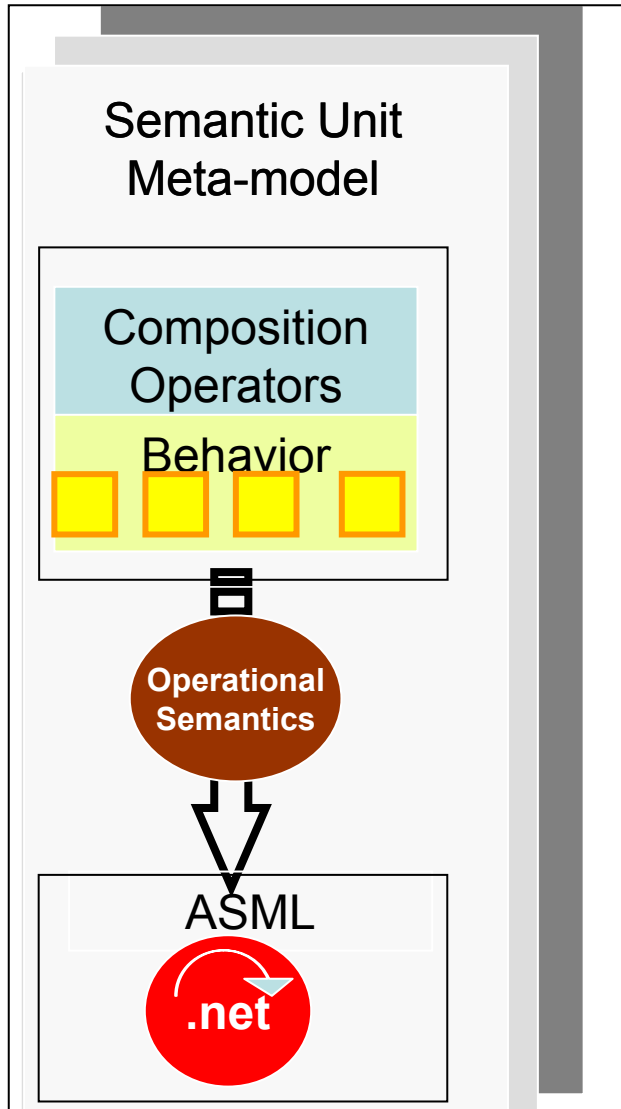 Semantic Unit
Meta-model
Composition
Operators
Behavior
Operational
Semantics
ASML
.net